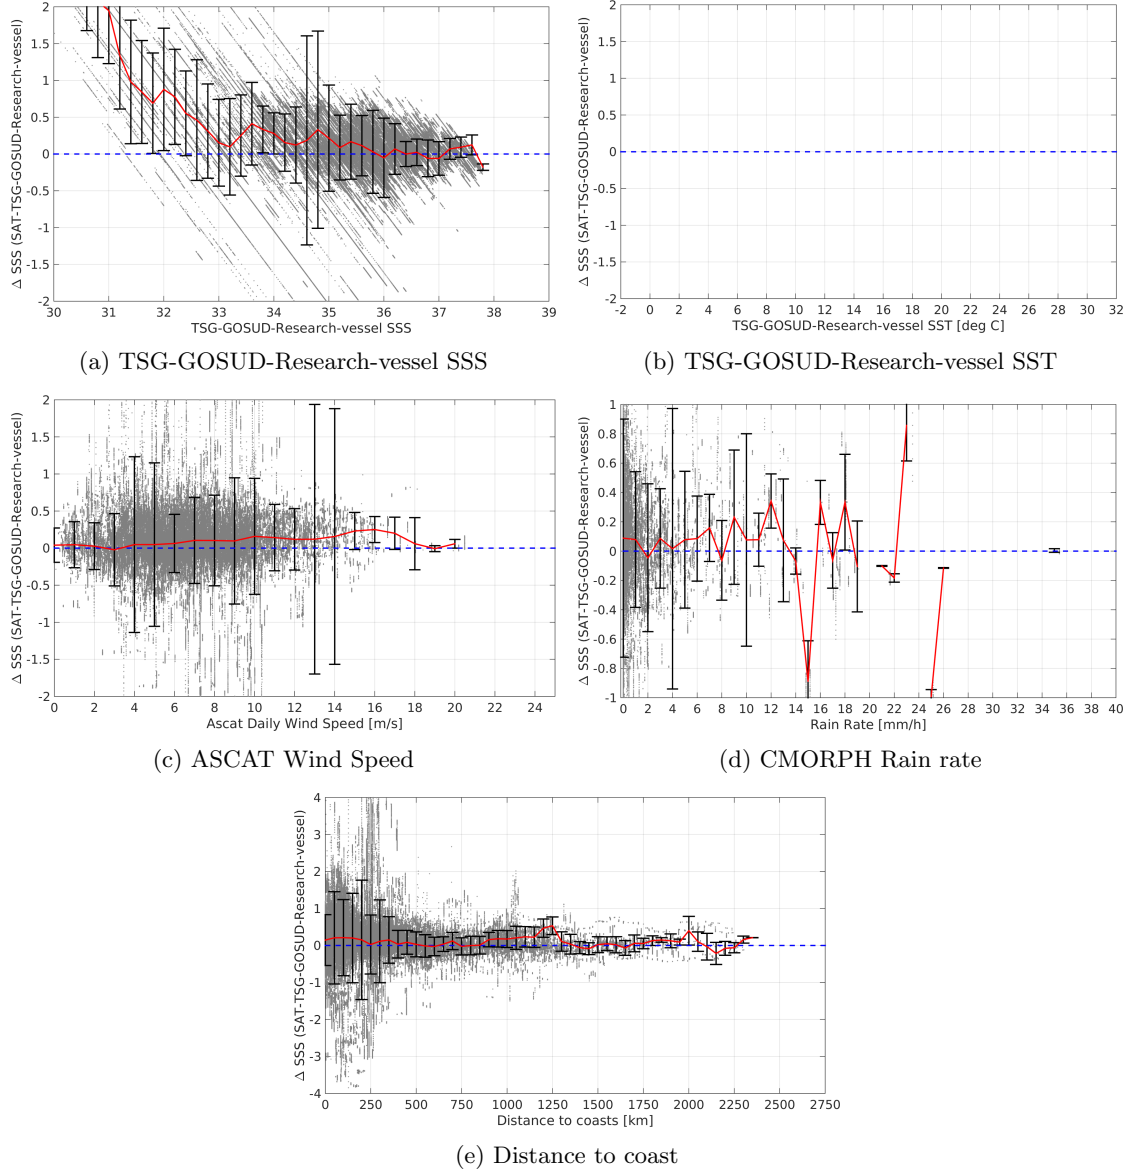 Δ SSS (SAT-TSG-GOSUD-Research-vessel)
2
1.5
1
0.5
0
-0.5
-1
-1.5
-2
30 31 32 33 34 35 36 37 38 39
TSG-GOSUD-Research-vessel SSS
(a) TSG-GOSUD-Research-vessel SSS
Δ SSS (SAT-TSG-GOSUD-Research-vessel)
2
1.5
1
0.5
0
-0.5
-1
-1.5
-2
-2 0 2 4 6 8 10 12 14 16 18 20 22 24 26 28 30 32
TSG-GOSUD-Research-vessel SST [deg C]
(b) TSG-GOSUD-Research-vessel SST
Δ SSS (SAT-TSG-GOSUD-Research-vessel)
2
1.5
1
0.5
0
-0.5
-1
-1.5
-2
0 2 4 6 8 10 12 14 16 18 20 22 24
Ascat Daily Wind Speed [m/s]
(c) ASCAT Wind Speed
Δ SSS (SAT-TSG-GOSUD-Research-vessel)
1
0.8
0.6
0.4
0.2
0
-0.2
-0.4
-0.6
-0.8
-1
0 2 4 6 8 10 12 14 16 18 20 22 24 26 28 30 32 34 36 38 40
Rain Rate [mm/h]
(d) CMORPH Rain rate
Δ SSS (SAT-TSG-GOSUD-Research-vessel)
4
3
2
1
0
-1
-2
-3
-4
0 250 500 750 1000 1250 1500 1750 2000 2250 2500 2750
Distance to coasts [km]
(e) Distance to coast